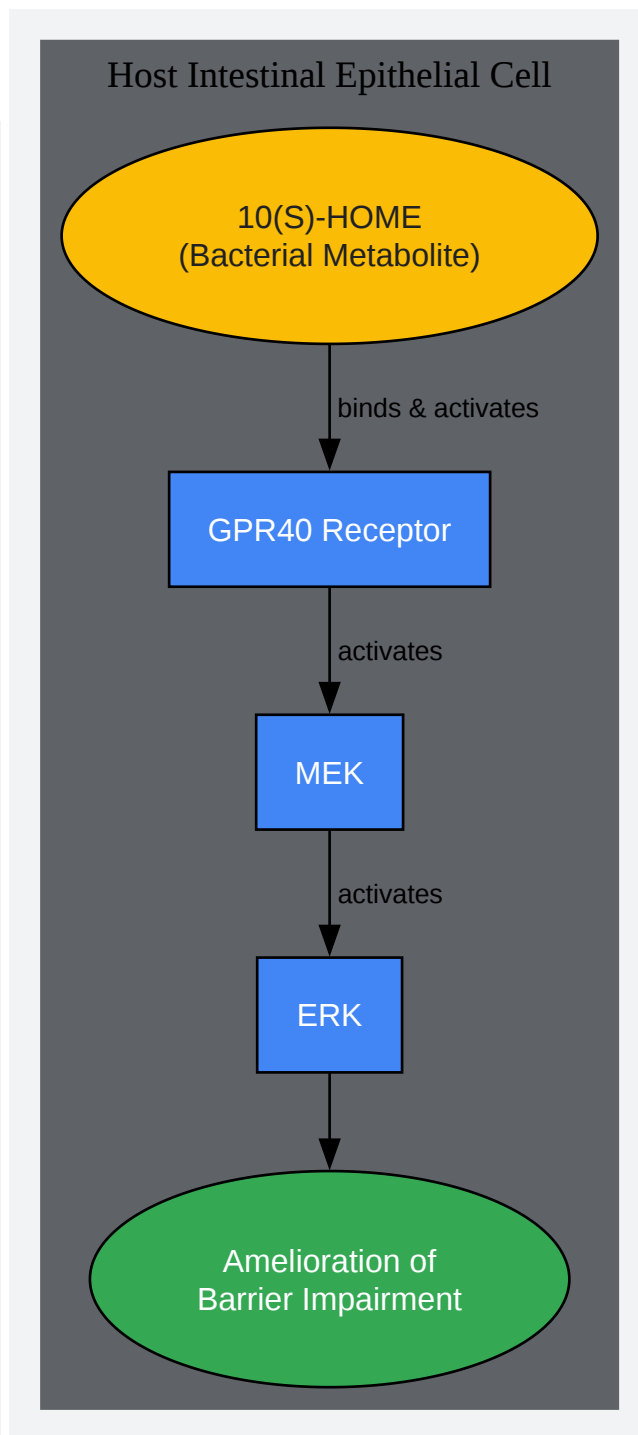 Host Intestinal Epithelial Cell
10(S)-HOME
(Bacterial Metabolite)
binds & activates
GPR40 Receptor
activates
MEK
activates
ERK
Amelioration of
Barrier Impairment